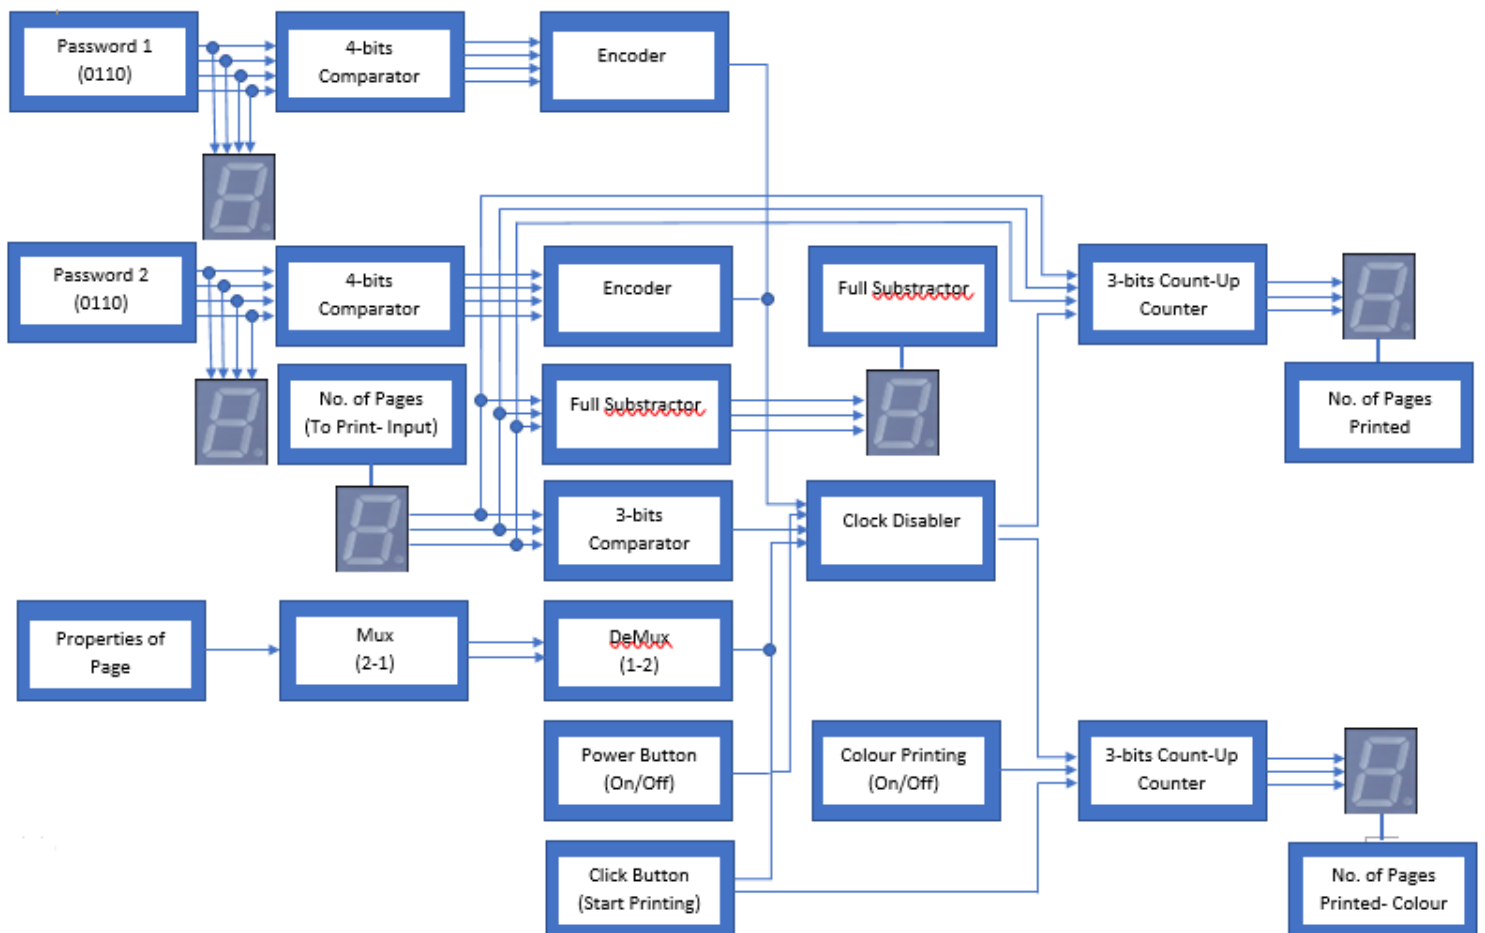 Password 1
(0110)
4-bits
Comparator
Encoder
Password 2
(0110)
4-bits
Comparator
Encoder
Full Substractor
3-bits Count-Up
Counter
No. of Pages
(To Print- Input)
Full Substractor
No. of Pages
Printed
3-bits
Comparator
Clock Disabler
Properties of
Page
Mux
(2-1)
DeMux
(1-2)
Power Button
(On/Off)
Colour Printing
(On/Off)
3-bits Count-Up
Counter
Click Button
(Start Printing)
No. of Pages
Printed- Colour